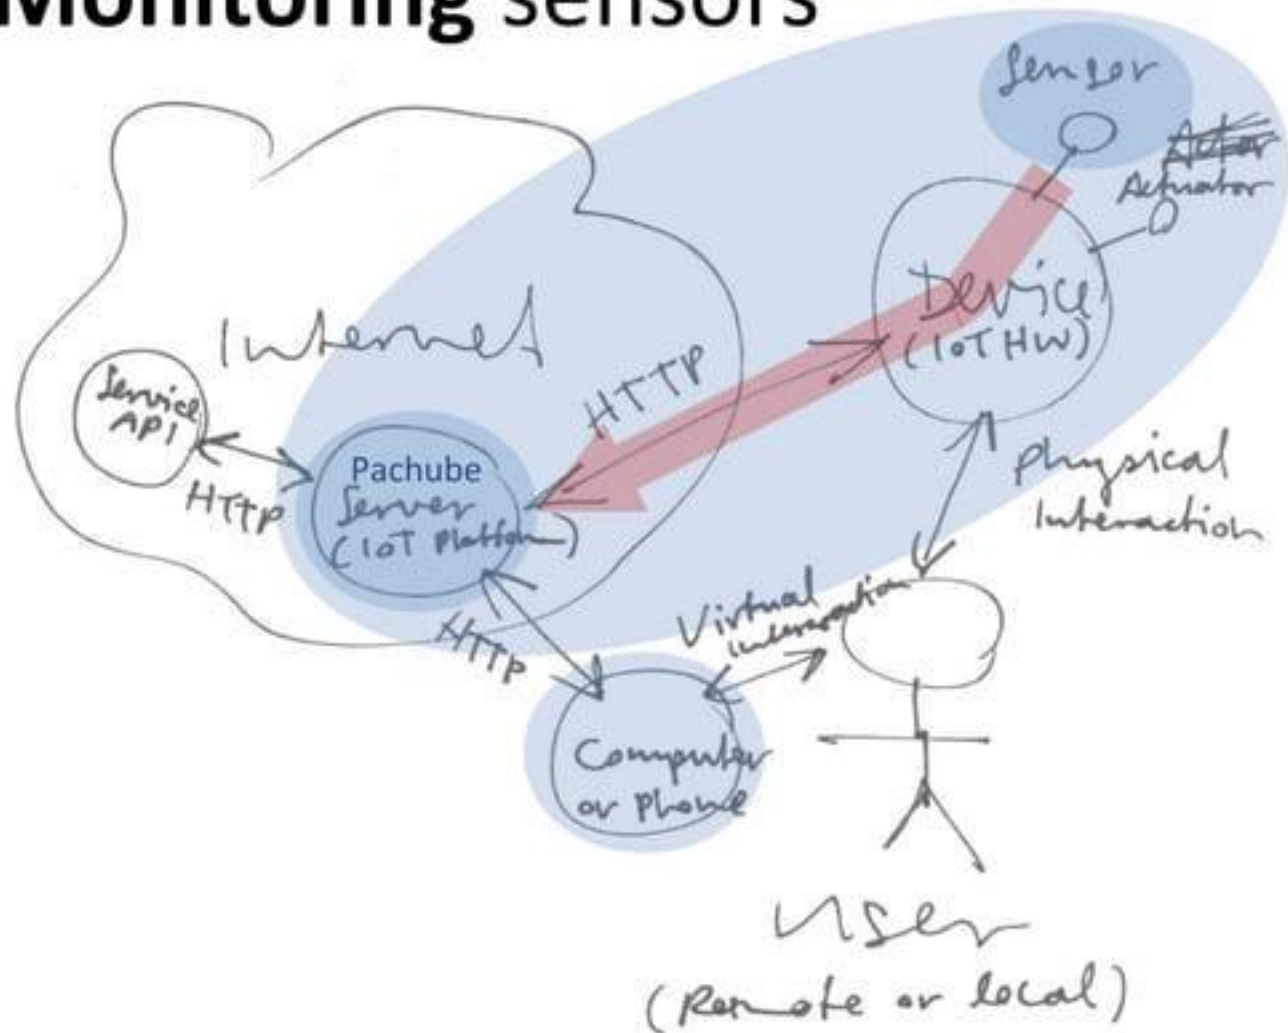 Monitoring sensors
Sensor
Actor
Actuator
Device
(IoT HW)
Internet
HTTP
Service
API
HTTP
Pachube
Server
(IoT Platform)
Physical
Interaction
Virtual
interaction
HTTP
Computer
or phone
User
(Remote or local)